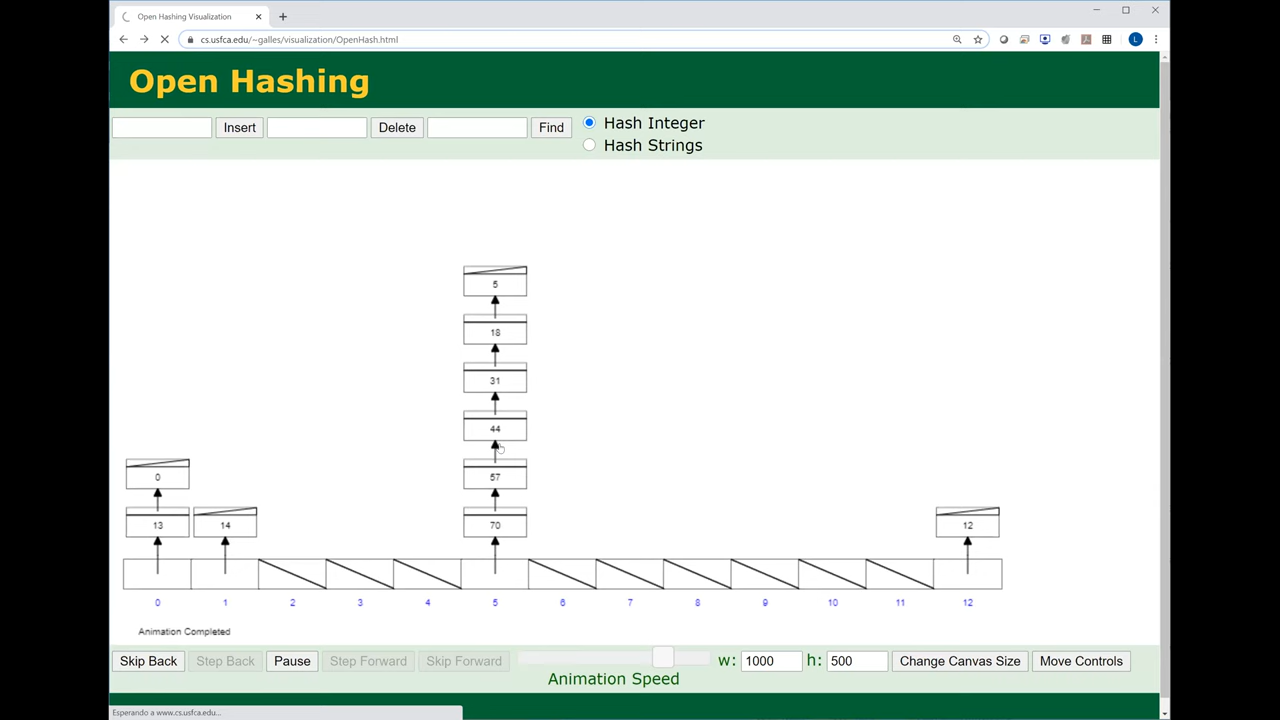 Open Hashing Visualization
cs.usfca.edu/~galles/visualization/OpenHash.html
L
Open Hashing
Insert Delete Find
Hash Integer
Hash Strings
5
18
31
44
0 57
13 14 70 12
0 1 2 3 4 5 6 7 8 9 10 11 12
Animation Completed
Skip Back Step Back Pause Step Forward Skip Forward w: 1000 h: 500 Change Canvas Size Move Controls
Animation Speed
Esperando a www.cs.usfca.edu...